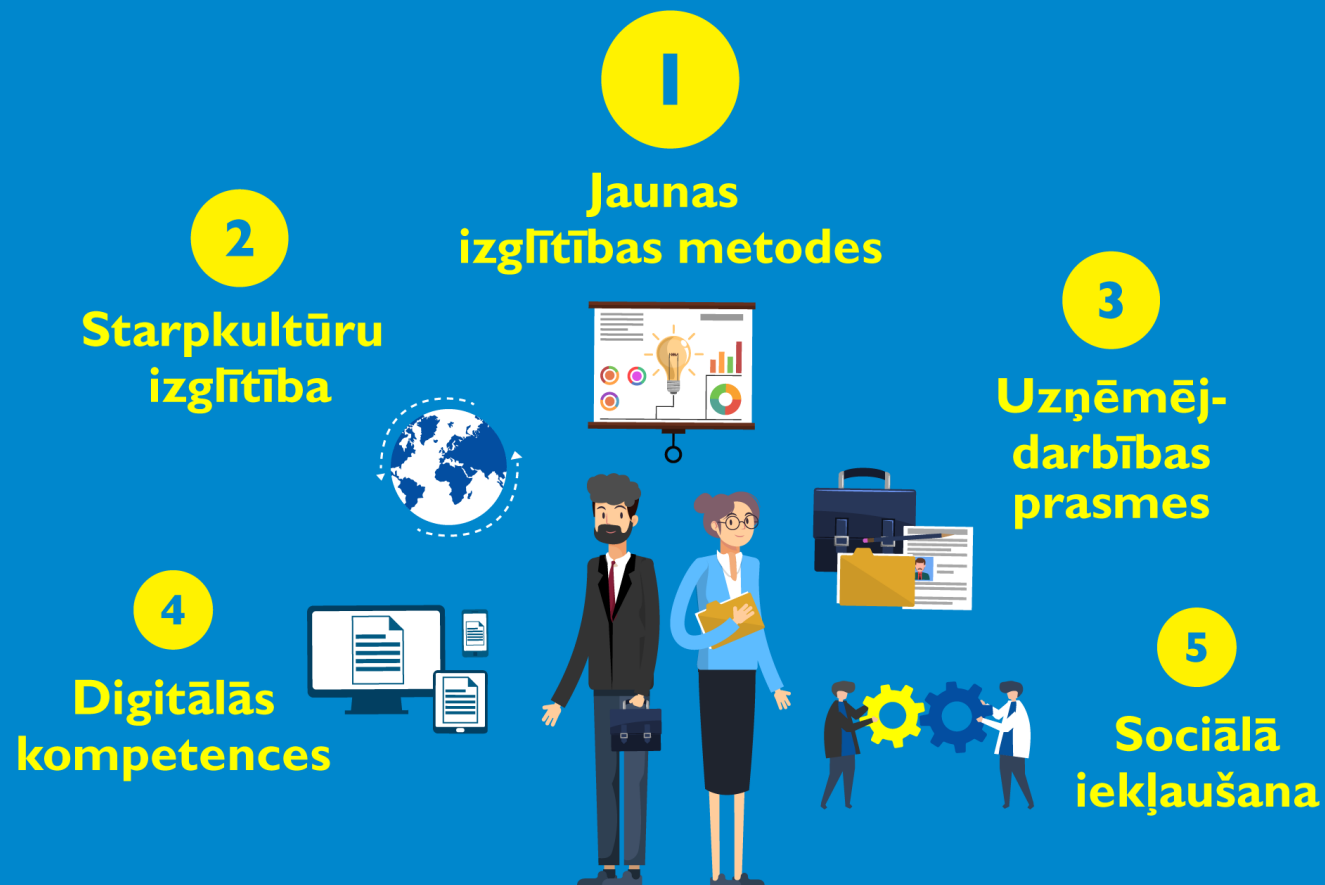 1
Jaunas
izglītības metodes
2
Starpkultūru
izglītība
3
Uzņēmēj-
darbības
prasmes
4
Digitālās
kompetences
5
Sociālā
iekļaušana